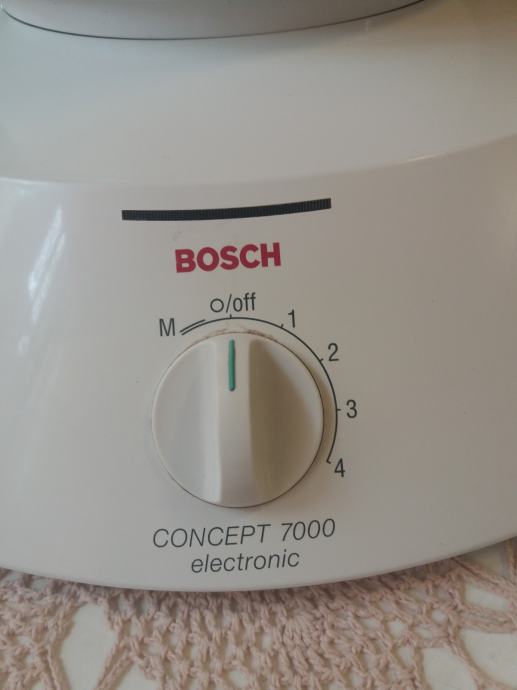 BOSCH
M
O/off
1
2
3
4
CONCEPT 7000
electronic